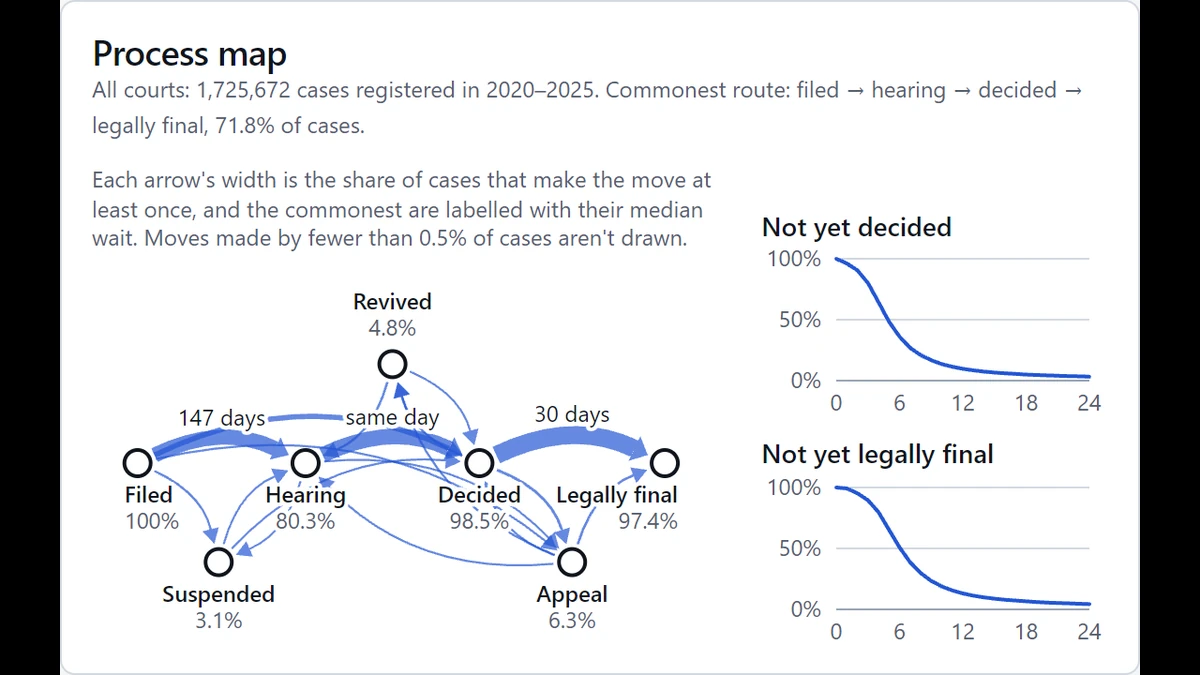 Process map
All courts: 1,725,672 cases registered in 2020–2025. Commonest route: filed → hearing → decided →
legally final, 71.8% of cases.
Each arrow's width is the share of cases that make the move at
least once, and the commonest are labelled with their median
wait. Moves made by fewer than 0.5% of cases aren't drawn.
Revived
4.8%
147 days
same day
30 days
Filed
100%
Hearing
80.3%
Decided
98.5%
Legally final
97.4%
Suspended
3.1%
Appeal
6.3%
Not yet decided
100%
50%
0%
0 6 12 18 24
Not yet legally final
100%
50%
0%
0 6 12 18 24